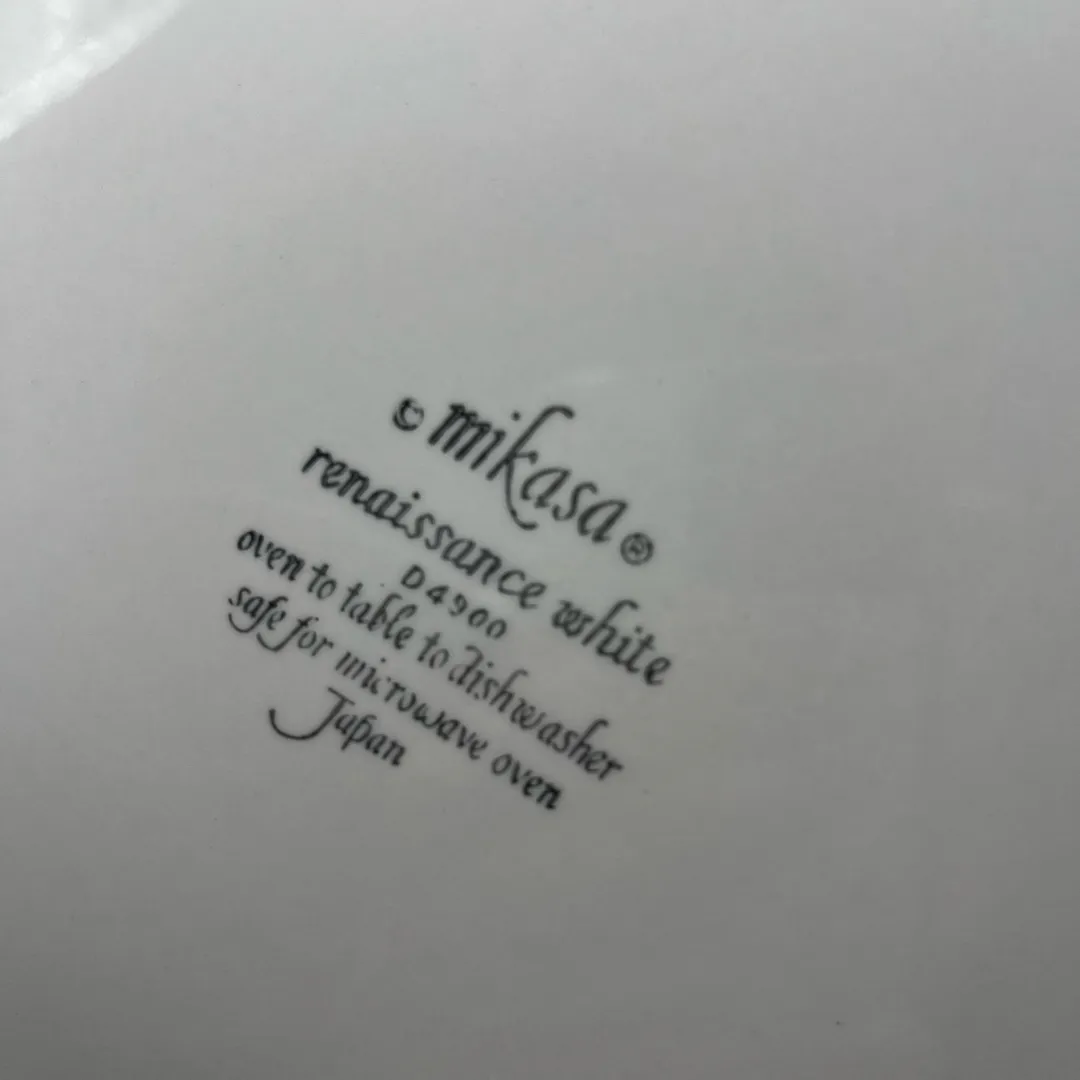 © mikasa ®
renaissance white
D4900
oven to table to dishwasher
safe for microwave oven
Japan